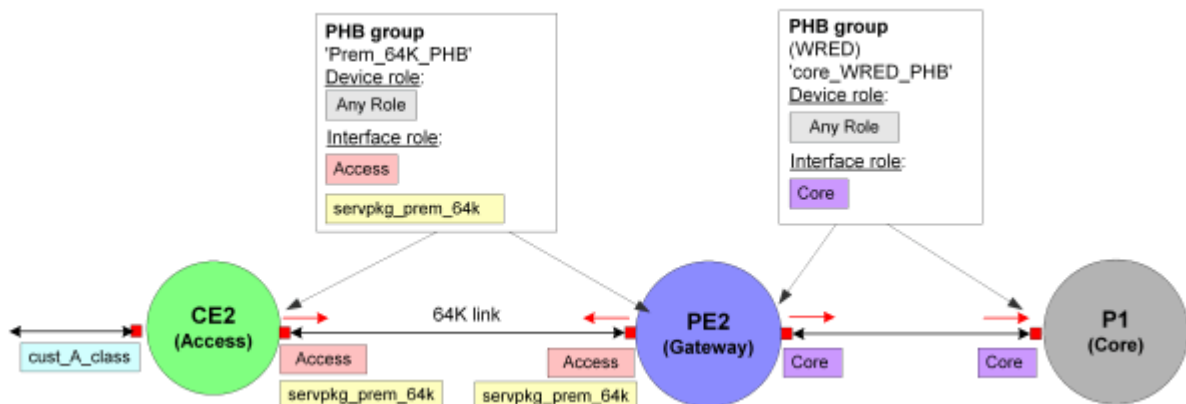 PHB group
'Prem_64K_PHB'
Device role:
Any Role
Interface role:
Access
servpkg_prem_64k
PHB group
(WRED)
'core_WRED_PHB'
Device role:
Any Role
Interface role:
Core
CE2
(Access)
64K link
PE2
(Gateway)
P1
(Core)
cust_A_class
Access
servpkg_prem_64k
Access
servpkg_prem_64k
Core
Core